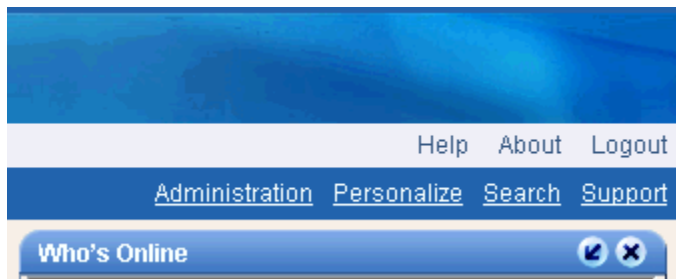 Help About Logout
Administration Personalize Search Support
Who's Online